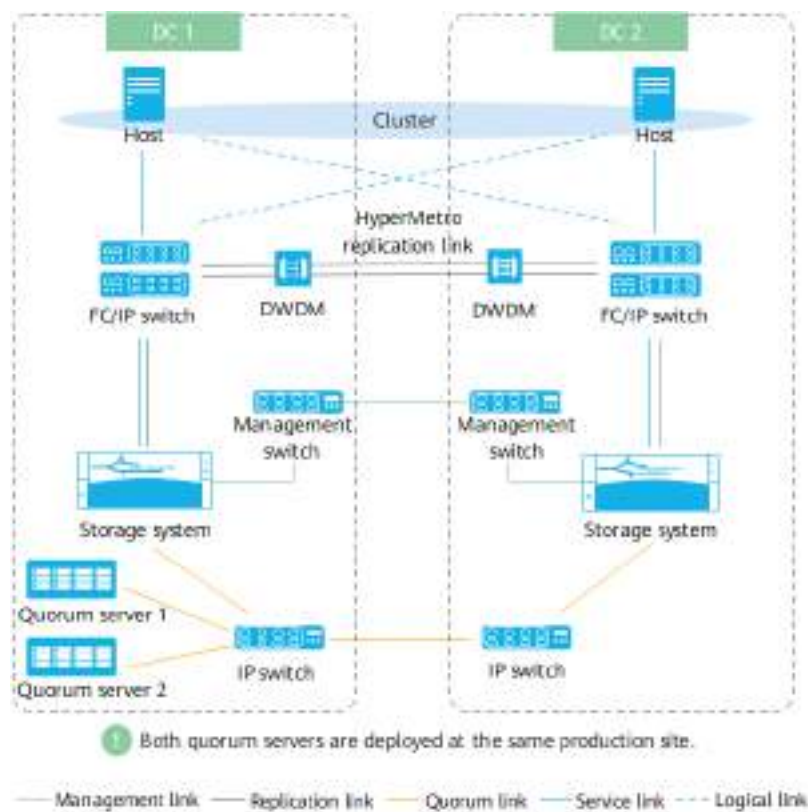 DC 1
DC 2
Cluster
Host
Host
HyperMetro
replication link
FC/IP switch
DWDM
DWDM
FC/IP switch
Management
switch
Management
switch
Storage system
Storage system
Quorum server 1
Quorum server 2
IP switch
IP switch
Both quorum servers are deployed at the same production site.
Management link
Replication link
Quorum link
Service link
Logical link